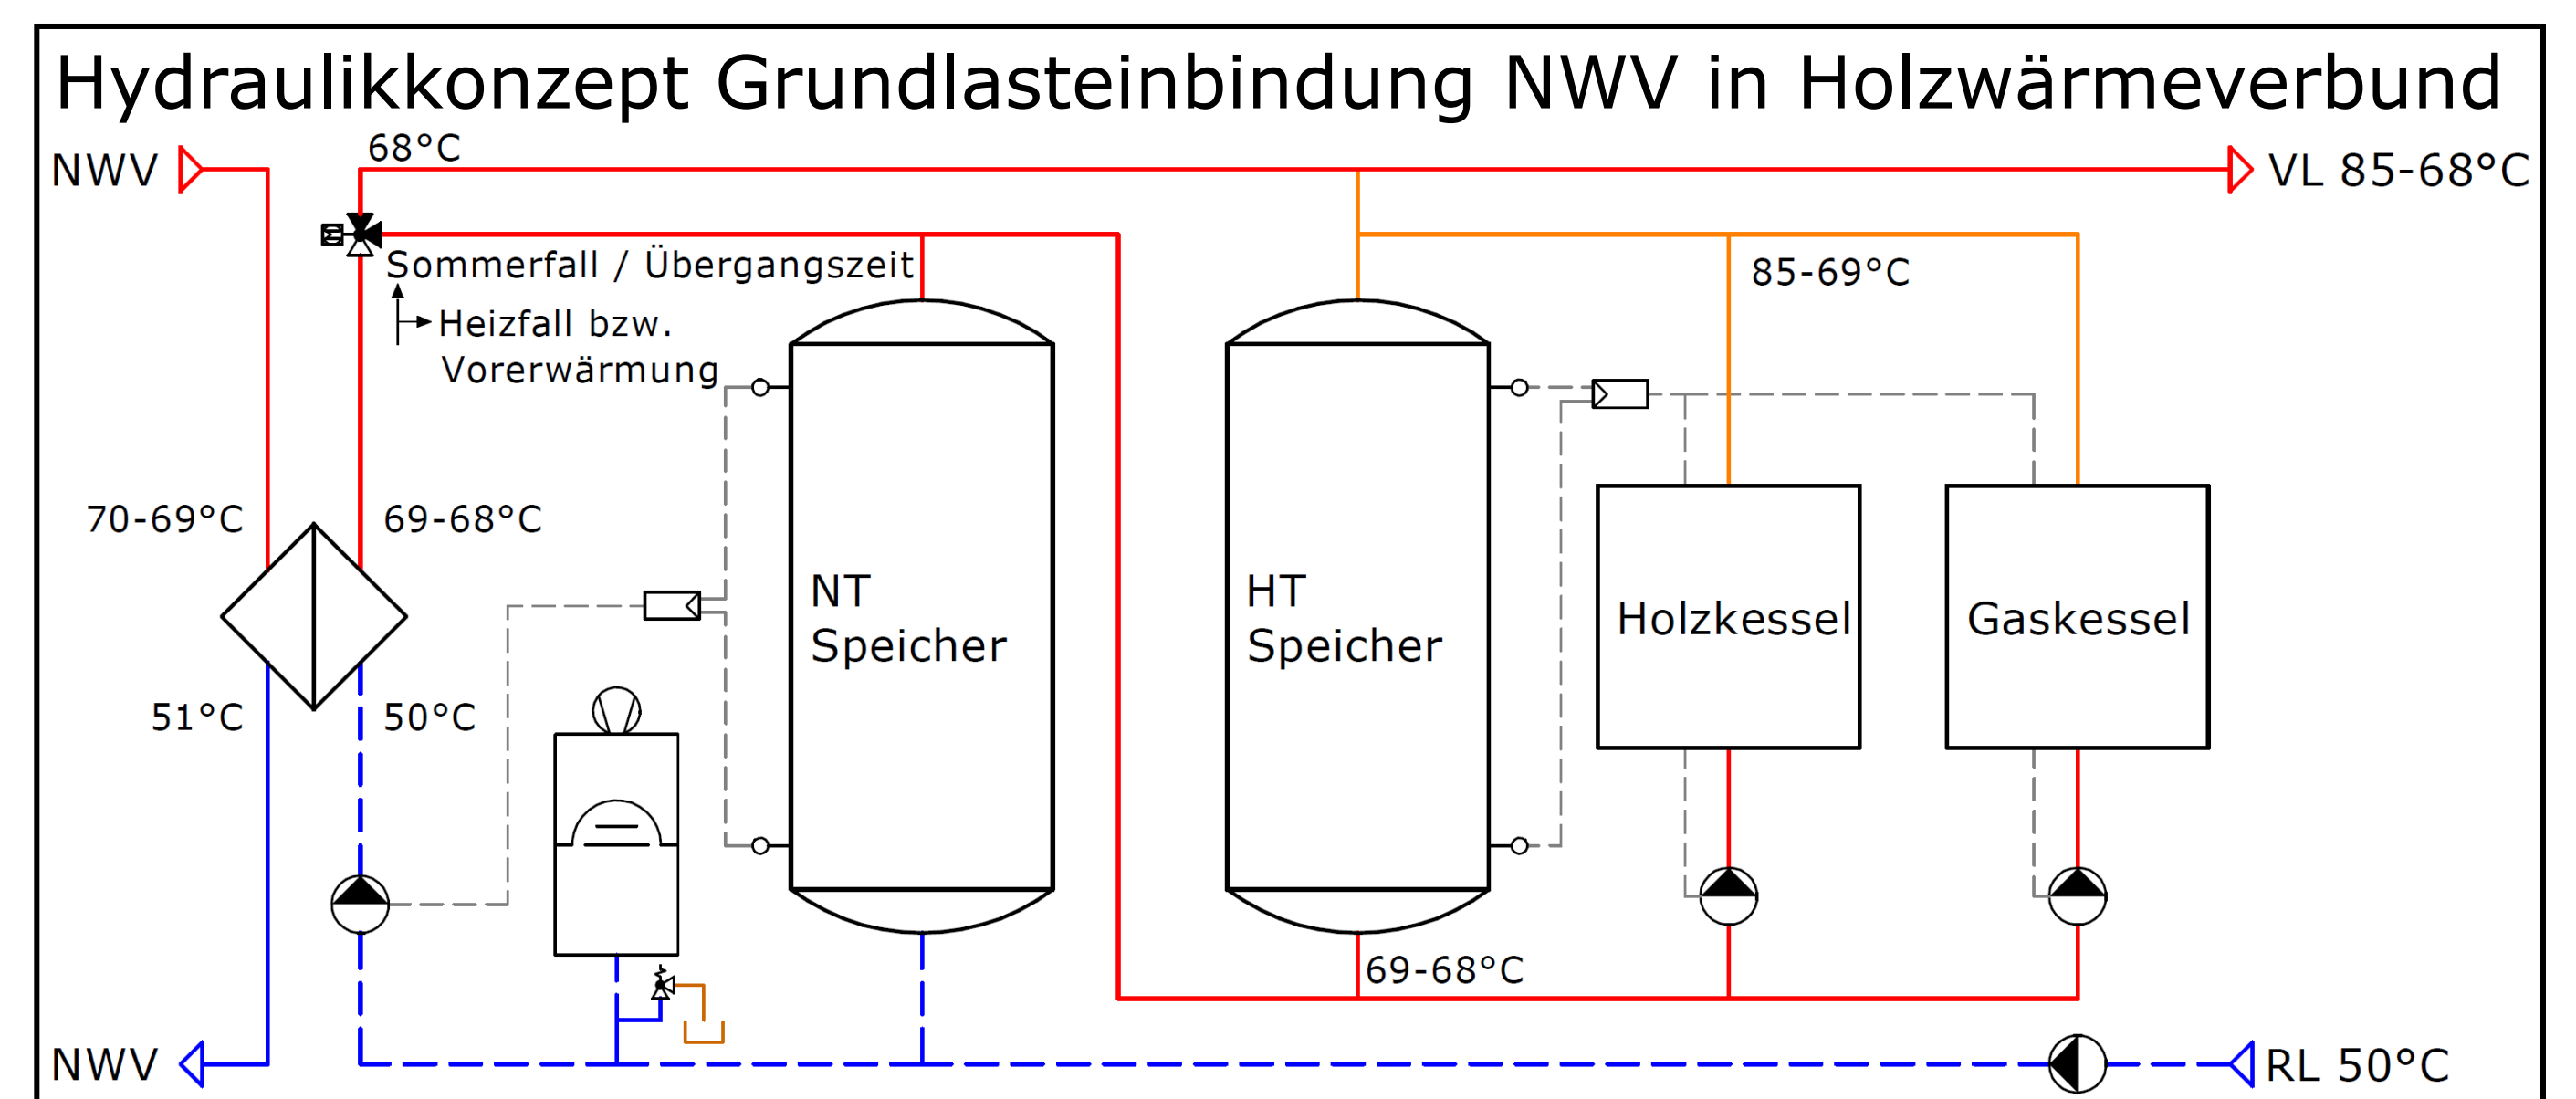 Hydraulikkonzept Grundlasteinbindung NWV in Holzwärmeverbund
68°C
NWV
VL 85-68°C
Sommerfall / Übergangszeit
85-69°C
Heizfall bzw.
Vorerwärmung
70-69°C
69-68°C
NT
Speicher
HT
Speicher
Holzkessel
Gaskessel
51°C
50°C
69-68°C
NWV
RL 50°C